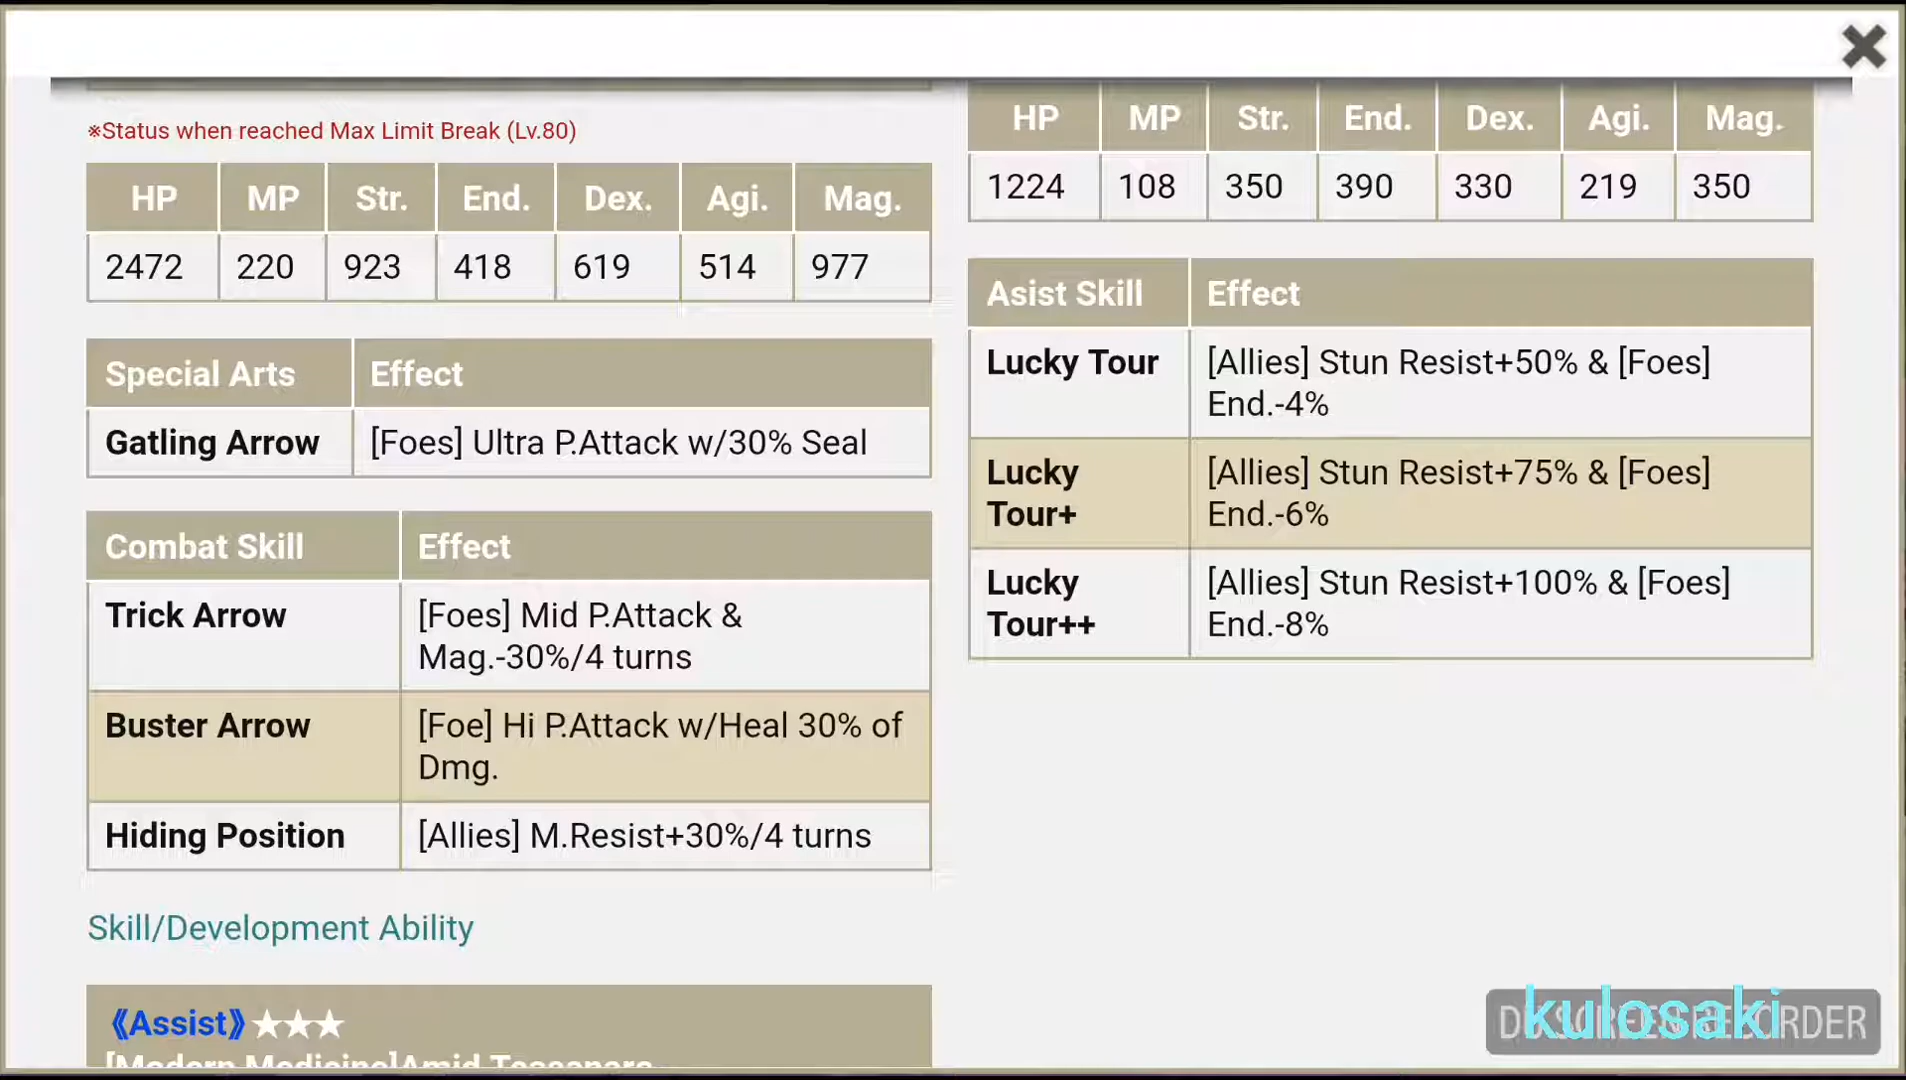 ※Status when reached Max Limit Break (Lv.80)
HP MP Str. End. Dex. Agi. Mag.
2472 220 923 418 619 514 977
Special Arts Effect
Gatling Arrow [Foes] Ultra P.Attack w/30% Seal
Combat Skill Effect
Trick Arrow [Foes] Mid P.Attack &
Mag.-30%/4 turns
Buster Arrow [Foe] Hi P.Attack w/Heal 30% of
Dmg.
Hiding Position [Allies] M.Resist+30%/4 turns
Skill/Development Ability
《Assist》★★★
[Modern Medicine]Amid Teasanare
HP MP Str. End. Dex. Agi. Mag.
1224 108 350 390 330 219 350
Asist Skill Effect
Lucky Tour [Allies] Stun Resist+50% & [Foes]
End.-4%
Lucky [Allies] Stun Resist+75% & [Foes]
Tour+ End.-6%
Lucky [Allies] Stun Resist+100% & [Foes]
Tour++ End.-8%
kulosaki